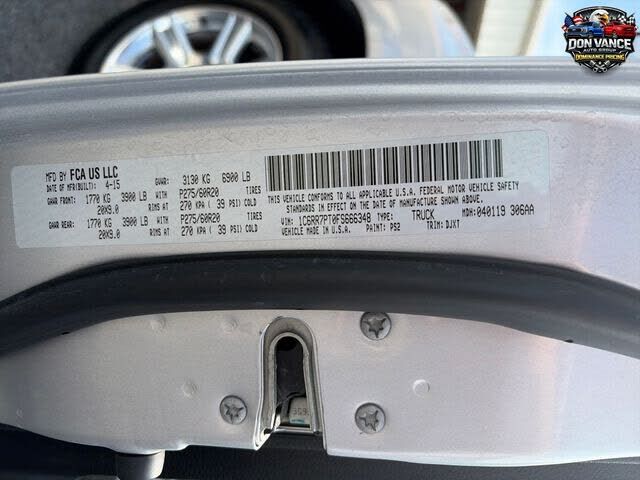 DON VANCE
AUTO GROUP
DOMINANCE PRICING
MFD BY FCA US LLC
DATE OF MFR(BUILT): 4-15 GVWR: 3130 KG 6900 LB
GAWR FRONT: 1770 KG 3900 LB WITH P275/60R20 TIRES
20X9.0 RIMS AT 270 KPA ( 39 PSI) COLD
GAWR REAR: 1770 KG 3900 LB WITH P275/60R20 TIRES
20X9.0 RIMS AT 270 KPA ( 39 PSI) COLD
THIS VEHICLE CONFORMS TO ALL APPLICABLE U.S.A. FEDERAL MOTOR VEHICLE SAFETY
STANDARDS IN EFFECT ON THE DATE OF MANUFACTURE SHOWN ABOVE
VIN: 1C6RR7PT0FS666348 TYPE: TRUCK MDH: 040119 306AA
VEHICLE MADE IN U.S.A. PAINT: PS2 TRIM: DJXT